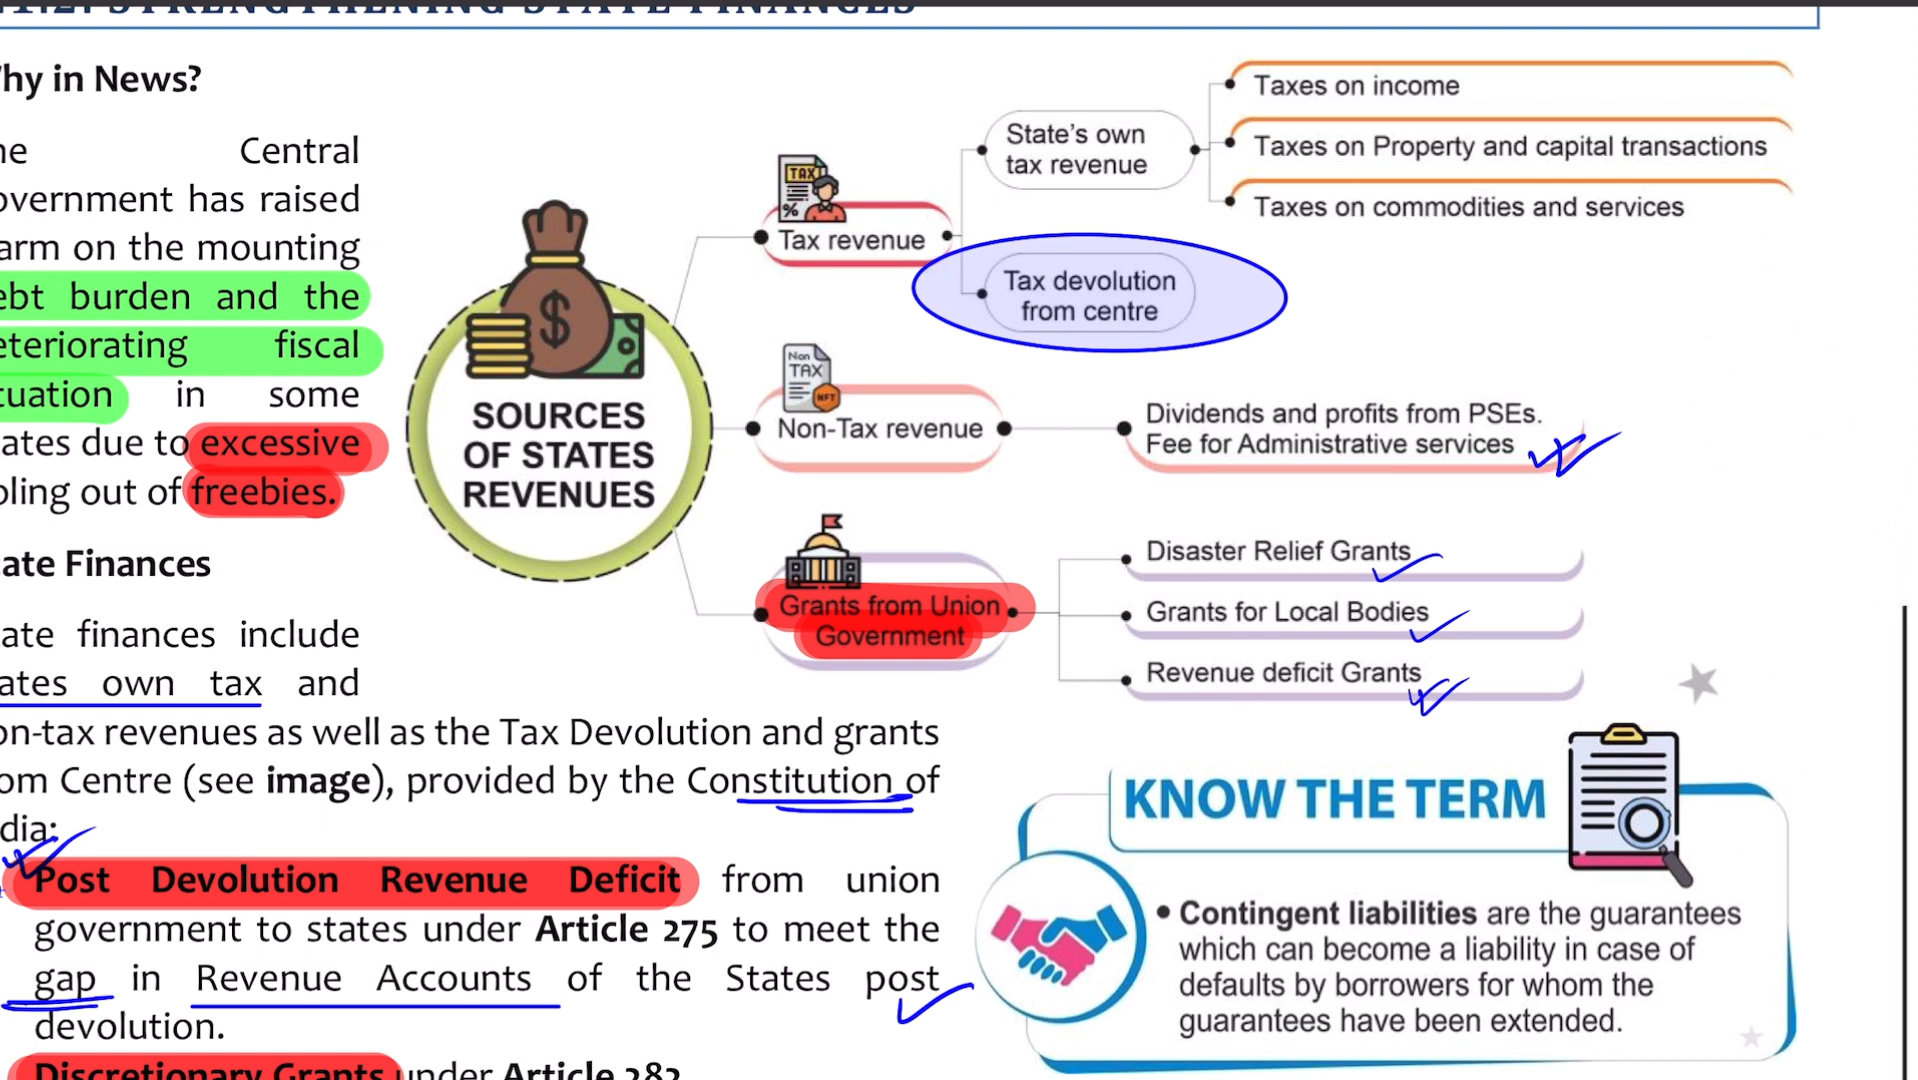 1.2. STRENGTHENING STATE FINANCES
hy in News?
ne Central
overnment has raised
arm on the mounting
ebt burden and the
eteriorating fiscal
tuation in some
ates due to excessive
oling out of freebies.
ate Finances
ate finances include
ates own tax and
on-tax revenues as well as the Tax Devolution and grants
om Centre (see image), provided by the Constitution of
dia:
Post Devolution Revenue Deficit from union
government to states under Article 275 to meet the
gap in Revenue Accounts of the States post
devolution.
Discretionary Grants under Article 282
SOURCES
OF STATES
REVENUES
$
TAX
%
Tax revenue
State's own
tax revenue
Taxes on income
Taxes on Property and capital transactions
Taxes on commodities and services
Tax devolution
from centre
Non
TAX
NFT
Non-Tax revenue
Dividends and profits from PSEs.
Fee for Administrative services
Grants from Union
Government
Disaster Relief Grants
Grants for Local Bodies
Revenue deficit Grants
KNOW THE TERM
• Contingent liabilities are the guarantees
which can become a liability in case of
defaults by borrowers for whom the
guarantees have been extended.